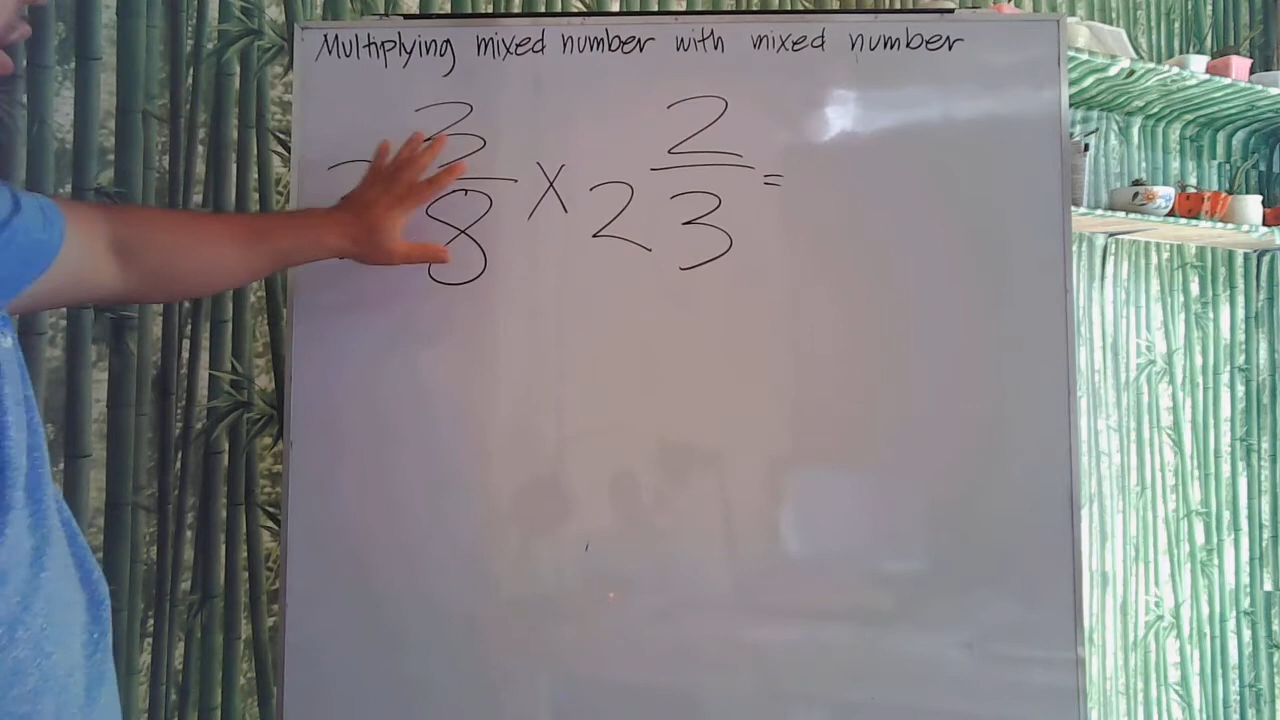 Multiplying mixed number with mixed number
3/8 x 2 2/3 =